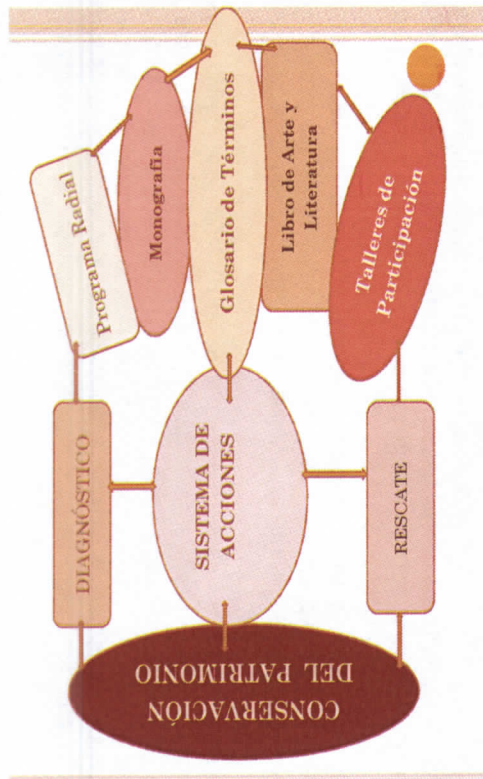 CONSERVACIÓN
DEL PATRIMONIO
DIAGNÓSTICO
SISTEMA DE
ACCIONES
RESCATE
Programa Radial
Monografía
Glosario de Términos
Libro de Arte y
Literatura
Talleres de
Participación